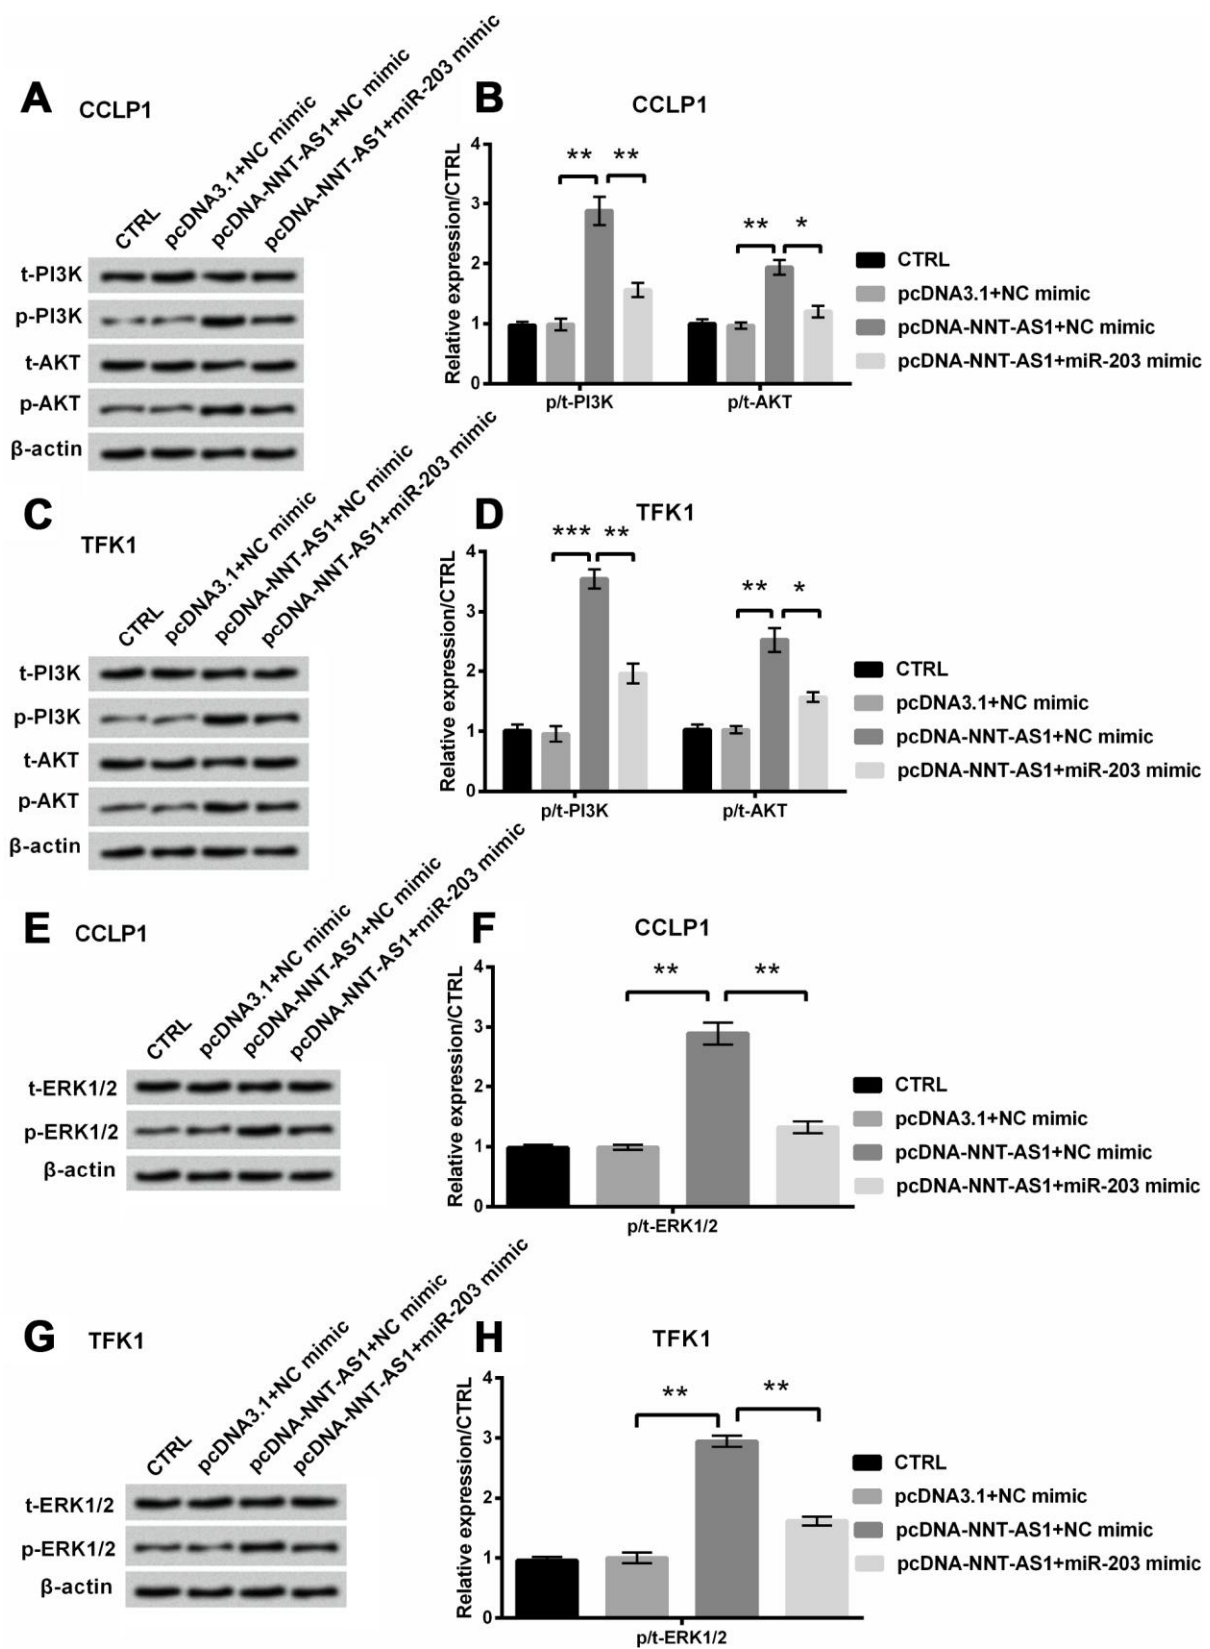 A
CCLP1
CTRL
pcDNA3.1+NC mimic
pcDNA-NNT-AS1+NC mimic
pcDNA-NNT-AS1+miR-203 mimic
t-PI3K
p-PI3K
t-AKT
p-AKT
β-actin
B
CCLP1
Relative expression/CTRL
4
3
2
1
0
** **
** *
p/t-PI3K
p/t-AKT
CTRL
pcDNA3.1+NC mimic
pcDNA-NNT-AS1+NC mimic
pcDNA-NNT-AS1+miR-203 mimic
C
TFK1
CTRL
pcDNA3.1+NC mimic
pcDNA-NNT-AS1+NC mimic
pcDNA-NNT-AS1+miR-203 mimic
t-PI3K
p-PI3K
t-AKT
p-AKT
β-actin
D
TFK1
Relative expression/CTRL
4
3
2
1
0
*** **
** *
p/t-PI3K
p/t-AKT
CTRL
pcDNA3.1+NC mimic
pcDNA-NNT-AS1+NC mimic
pcDNA-NNT-AS1+miR-203 mimic
E
CCLP1
CTRL
pcDNA3.1+NC mimic
pcDNA-NNT-AS1+NC mimic
pcDNA-NNT-AS1+miR-203 mimic
t-ERK1/2
p-ERK1/2
β-actin
F
CCLP1
Relative expression/CTRL
4
3
2
1
0
** **
p/t-ERK1/2
CTRL
pcDNA3.1+NC mimic
pcDNA-NNT-AS1+NC mimic
pcDNA-NNT-AS1+miR-203 mimic
G
TFK1
CTRL
pcDNA3.1+NC mimic
pcDNA-NNT-AS1+NC mimic
pcDNA-NNT-AS1+miR-203 mimic
t-ERK1/2
p-ERK1/2
β-actin
H
TFK1
Relative expression/CTRL
4
3
2
1
0
** **
p/t-ERK1/2
CTRL
pcDNA3.1+NC mimic
pcDNA-NNT-AS1+NC mimic
pcDNA-NNT-AS1+miR-203 mimic